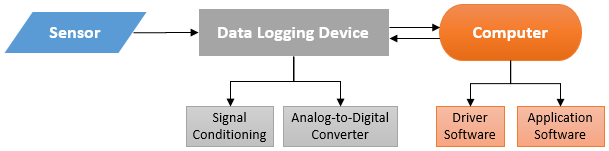 Sensor
Data Logging Device
Computer
Signal
Conditioning
Analog-to-Digital
Converter
Driver
Software
Application
Software